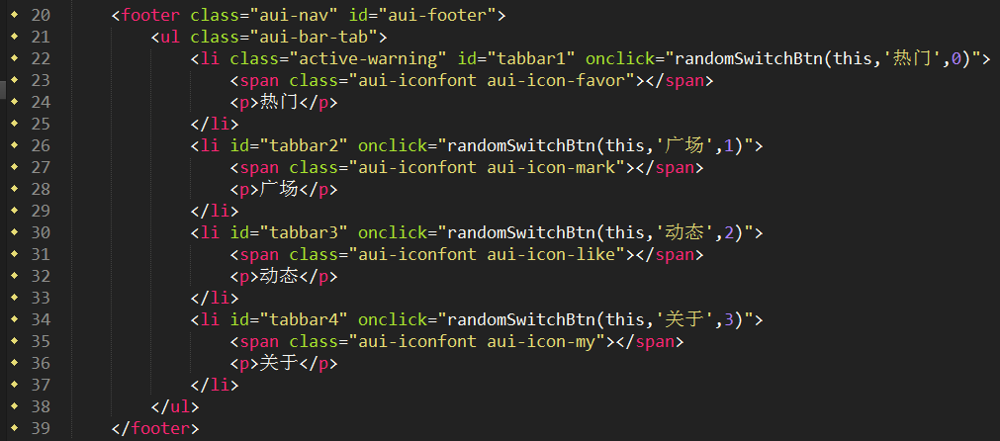 20 <footer class="aui-nav" id="aui-footer">
21 <ul class="aui-bar-tab">
22 <li class="active-warning" id="tabbar1" onclick="randomSwitchBtn(this,'热门',0)">
23 <span class="aui-iconfont aui-icon-favor"></span>
24 <p>热门</p>
25 </li>
26 <li id="tabbar2" onclick="randomSwitchBtn(this,'广场',1)">
27 <span class="aui-iconfont aui-icon-mark"></span>
28 <p>广场</p>
29 </li>
30 <li id="tabbar3" onclick="randomSwitchBtn(this,'动态',2)">
31 <span class="aui-iconfont aui-icon-like"></span>
32 <p>动态</p>
33 </li>
34 <li id="tabbar4" onclick="randomSwitchBtn(this,'关于',3)">
35 <span class="aui-iconfont aui-icon-my"></span>
36 <p>关于</p>
37 </li>
38 </ul>
39 </footer>